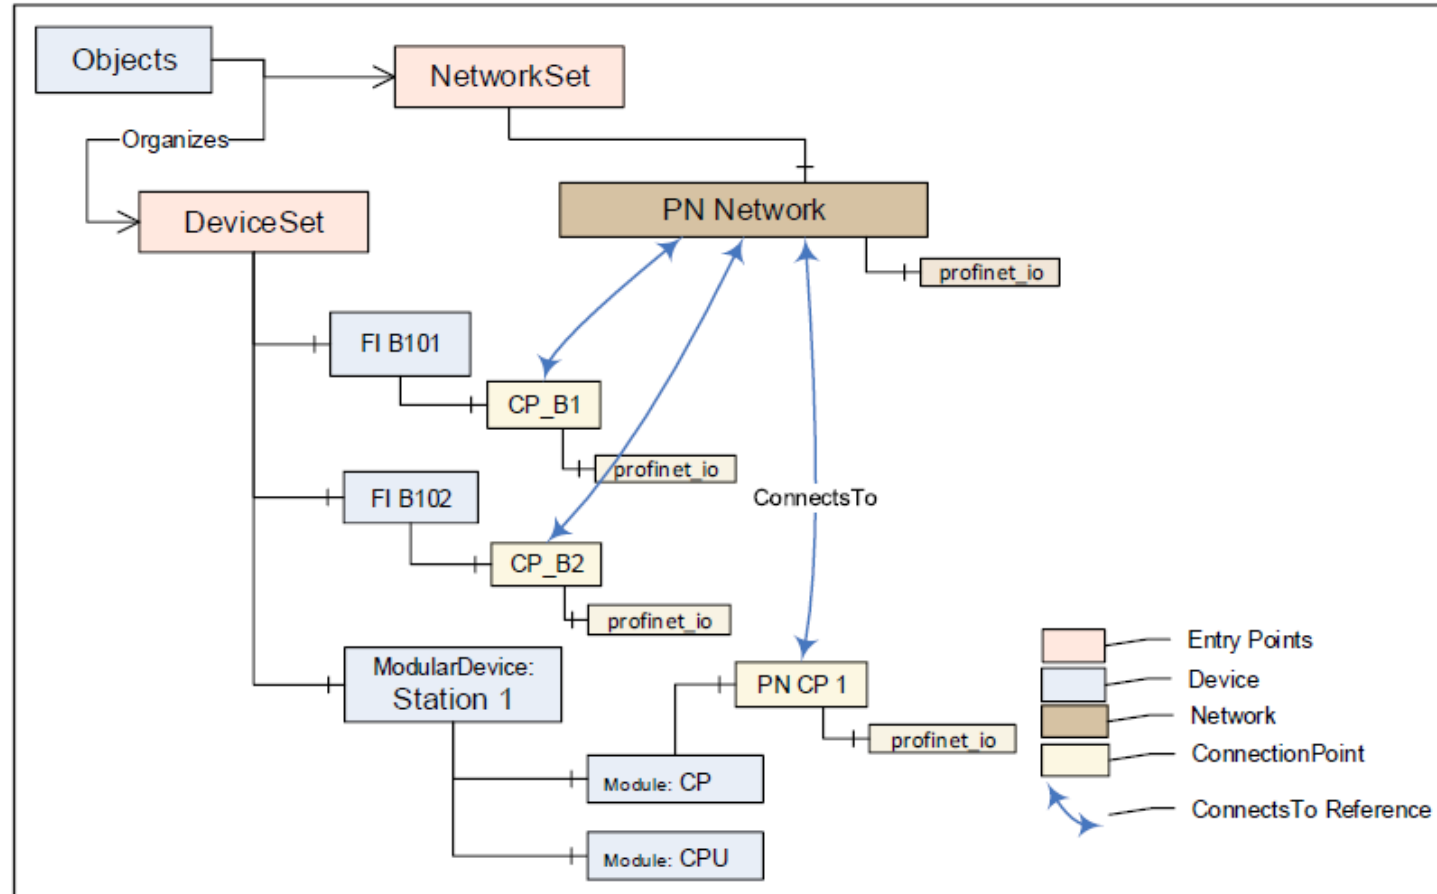 Objects
NetworkSet
Organizes
DeviceSet
PN Network
profinet_io
FI B101
CP_B1
profinet_io
FI B102
ConnectsTo
CP_B2
profinet_io
ModularDevice:
Station 1
PN CP 1
profinet_io
Module: CP
Module: CPU
Entry Points
Device
Network
ConnectionPoint
ConnectsTo Reference